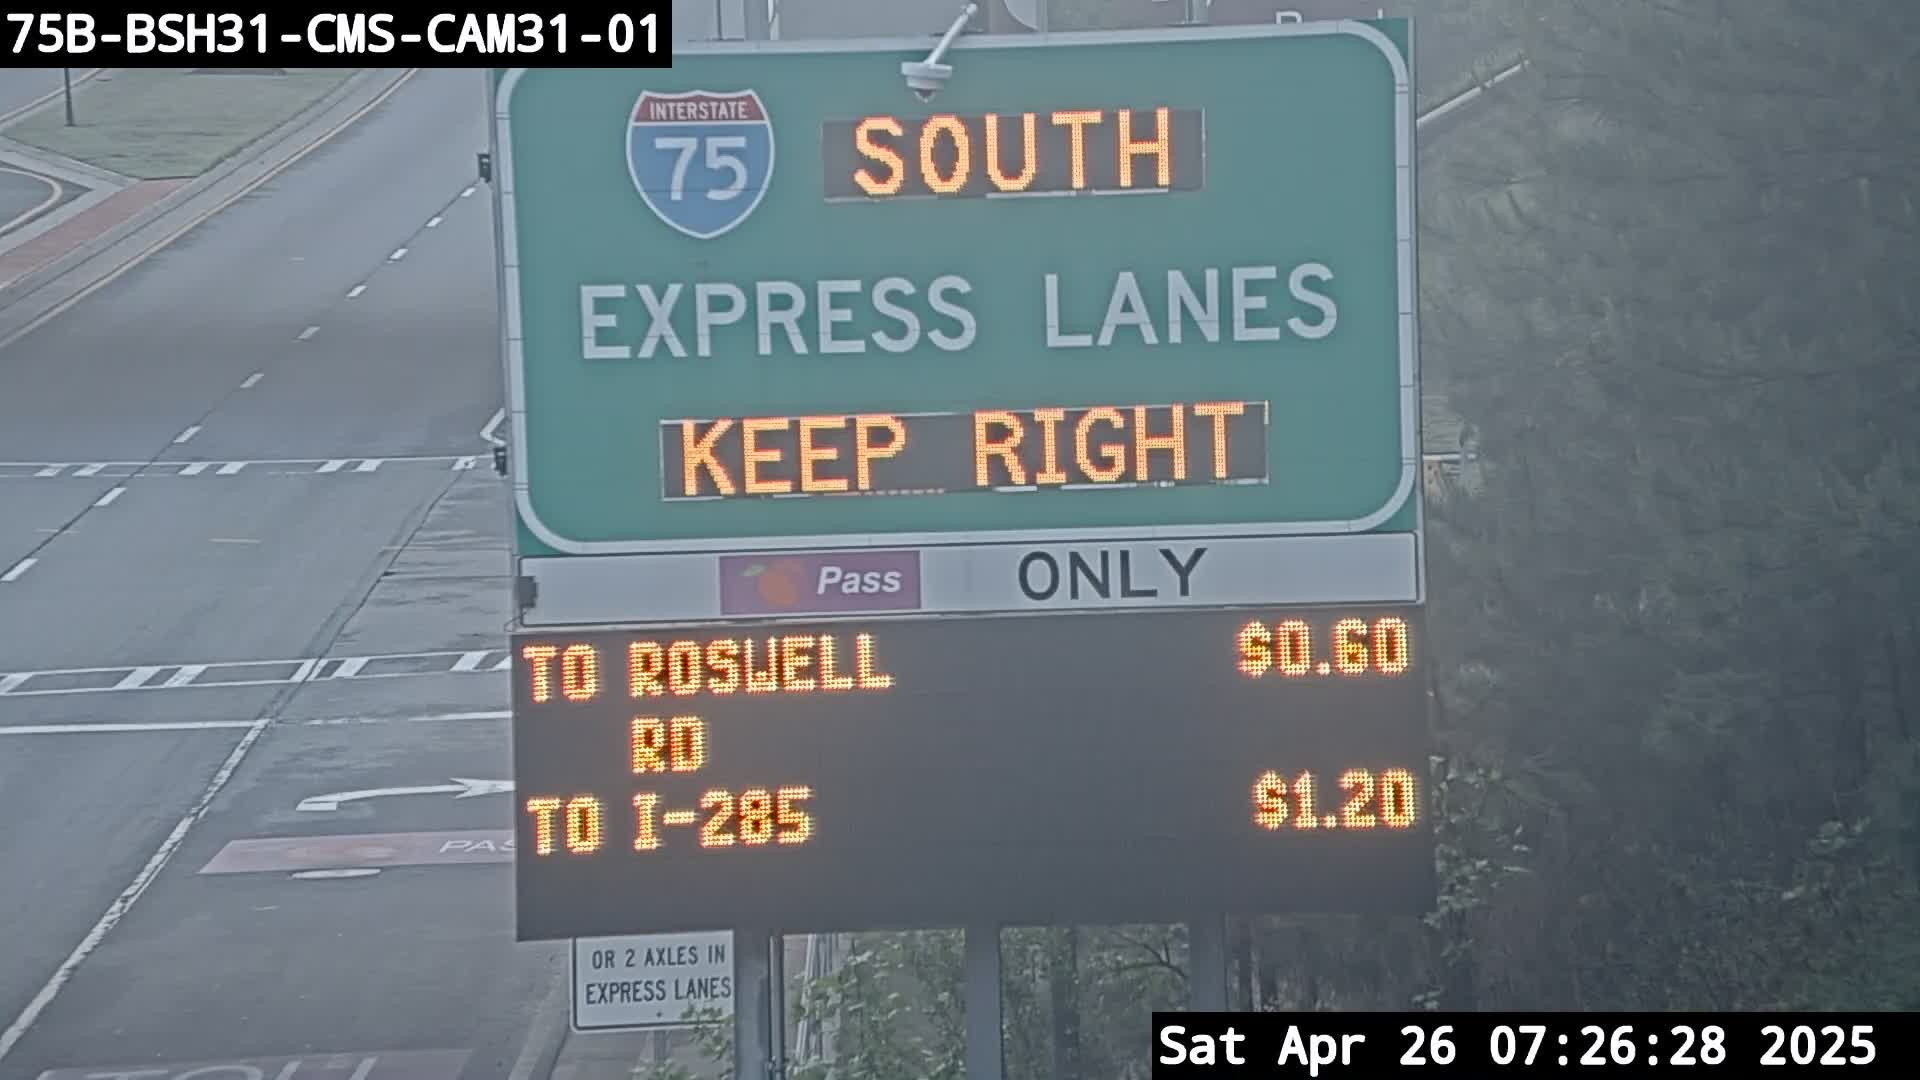 75B-BSH31-CMS-CAM31-01
INTERSTATE
75
SOUTH
EXPRESS LANES
KEEP RIGHT
Pass ONLY
TO ROSWELL $0.60
RD
TO I-285 $1.20
OR 2 AXLES IN
EXPRESS LANES
Sat Apr 26 07:26:28 2025